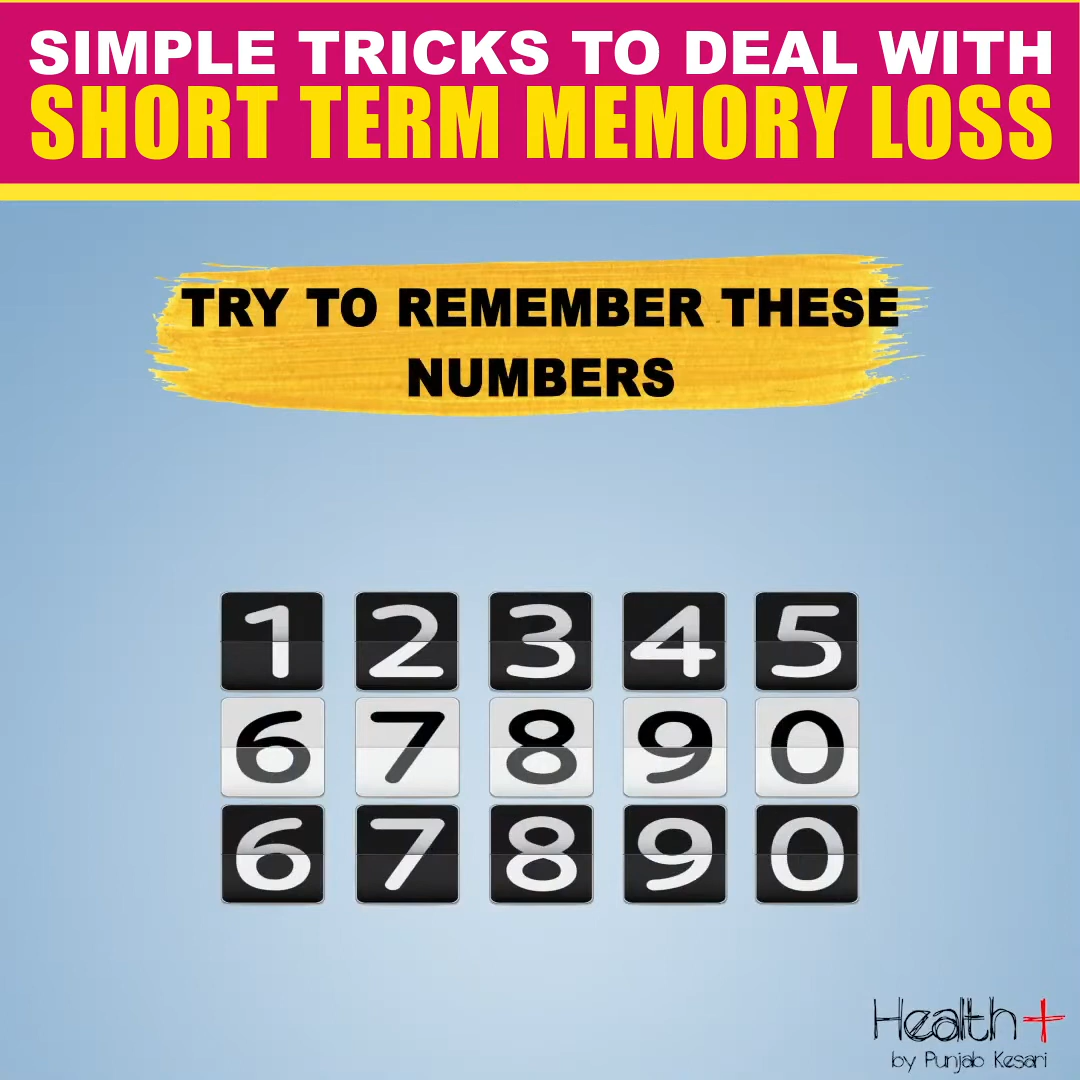 SIMPLE TRICKS TO DEAL WITH
SHORT TERM MEMORY LOSS
TRY TO REMEMBER THESE
NUMBERS
1 2 3 4 5
6 7 8 9 0
6 7 8 9 0
Health+
by Punjab Kesari